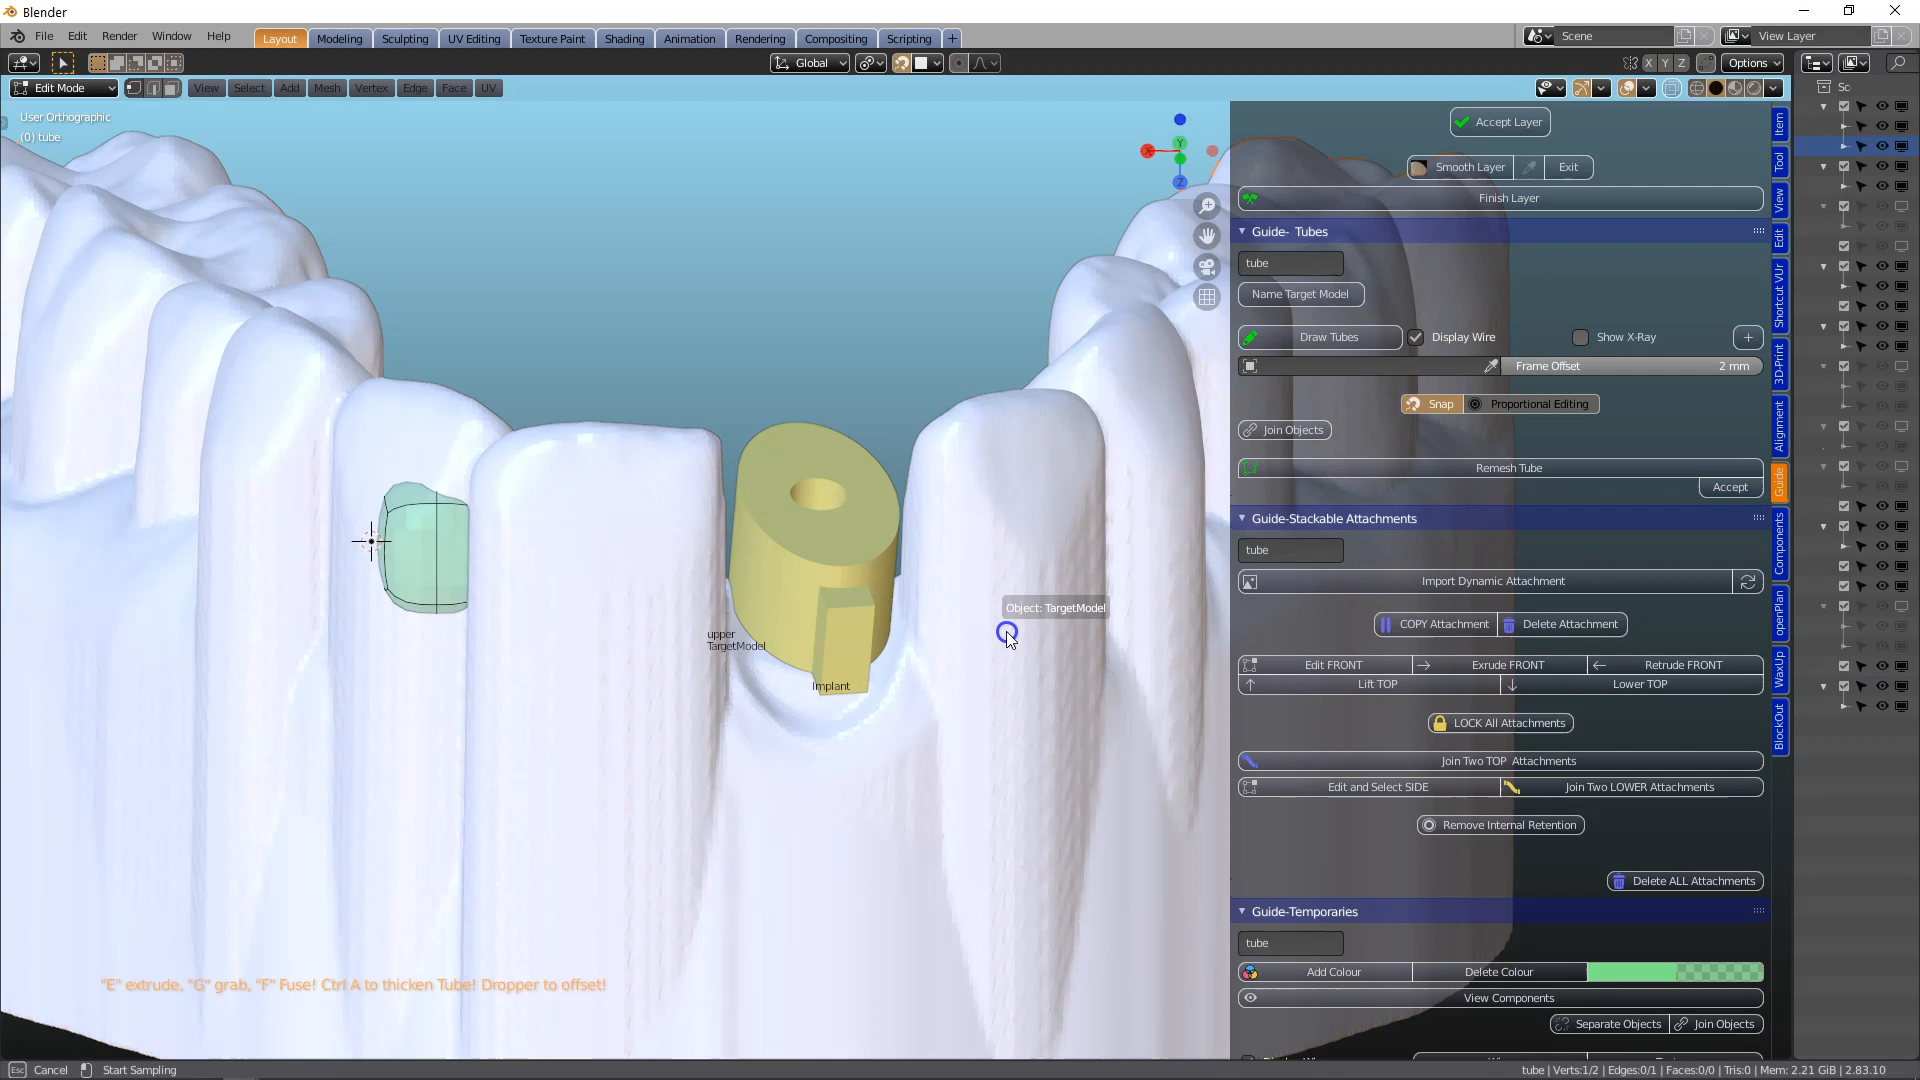 Blender
File Edit Render Window Help Layout Modeling Sculpting UV Editing Texture Paint Shading Animation Rendering Compositing Scripting + Scene View Layer
Global X Y Z Options
Edit Mode View Select Add Mesh Vertex Edge Face UV Sc
User Orthographic
(0) tube
X Y Z
Accept Layer
Smooth Layer Exit
Finish Layer
Guide- Tubes
tube
Name Target Model
Draw Tubes Display Wire Show X-Ray +
Frame Offset 2 mm
Snap Proportional Editing
Join Objects
Remesh Tube
Accept
Guide-Stackable Attachments
tube
Import Dynamic Attachment
COPY Attachment Delete Attachment
Edit FRONT Exrude FRONT Retrude FRONT
Lift TOP Lower TOP
LOCK All Attachments
Join Two TOP Attachments
Edit and Select SIDE Join Two LOWER Attachments
Remove Internal Retention
Delete ALL Attachments
Guide-Temporaries
tube
Add Colour Delete Colour
View Components
Separate Objects Join Objects
Item
Tool
View
Edit
Shortcut VUr
3D-Print
Alignment
Guide
Components
openPlan
WaxUp
BlockOut
Object: TargetModel
upper
TargetModel
Implant
"E" extrude, "G" grab, "F" Fuse! Ctrl A to thicken Tube! Dropper to offset!
Esc Cancel Start Sampling tube | Verts:1/2 | Edges:0/1 | Faces:0/0 | Tris:0 | Mem: 2.21 GiB | 2.83.10